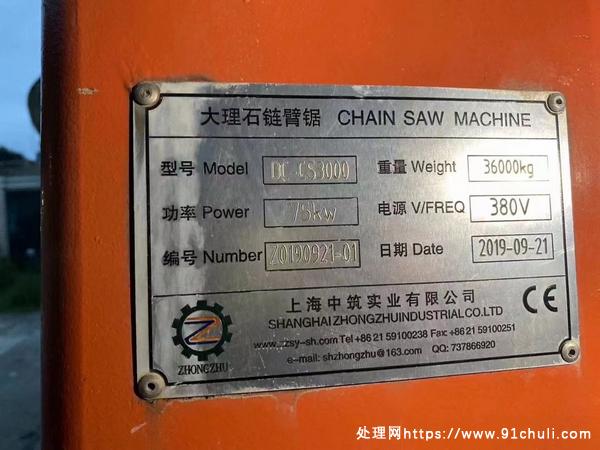 大理石链臂锯 CHAIN SAW MACHINE
型号 Model DC-CS3000 重量 Weight 36000kg
功率 Power 75kw 电源 V/FREQ 380V
编号 Number 20190921-01 日期 Date 2019-09-21
上海中筑实业有限公司
SHANGHAIZHONGZHUINDUSTRIAL.CO.LTD
www.zsy-sh.com Tel+86 21 59100238 Fax:+86 21 59100251
e-mail: shzhongzhu@163.com QQ: 737866920
ZHONGZHU
CE
处理网https://www.91chuli.com/